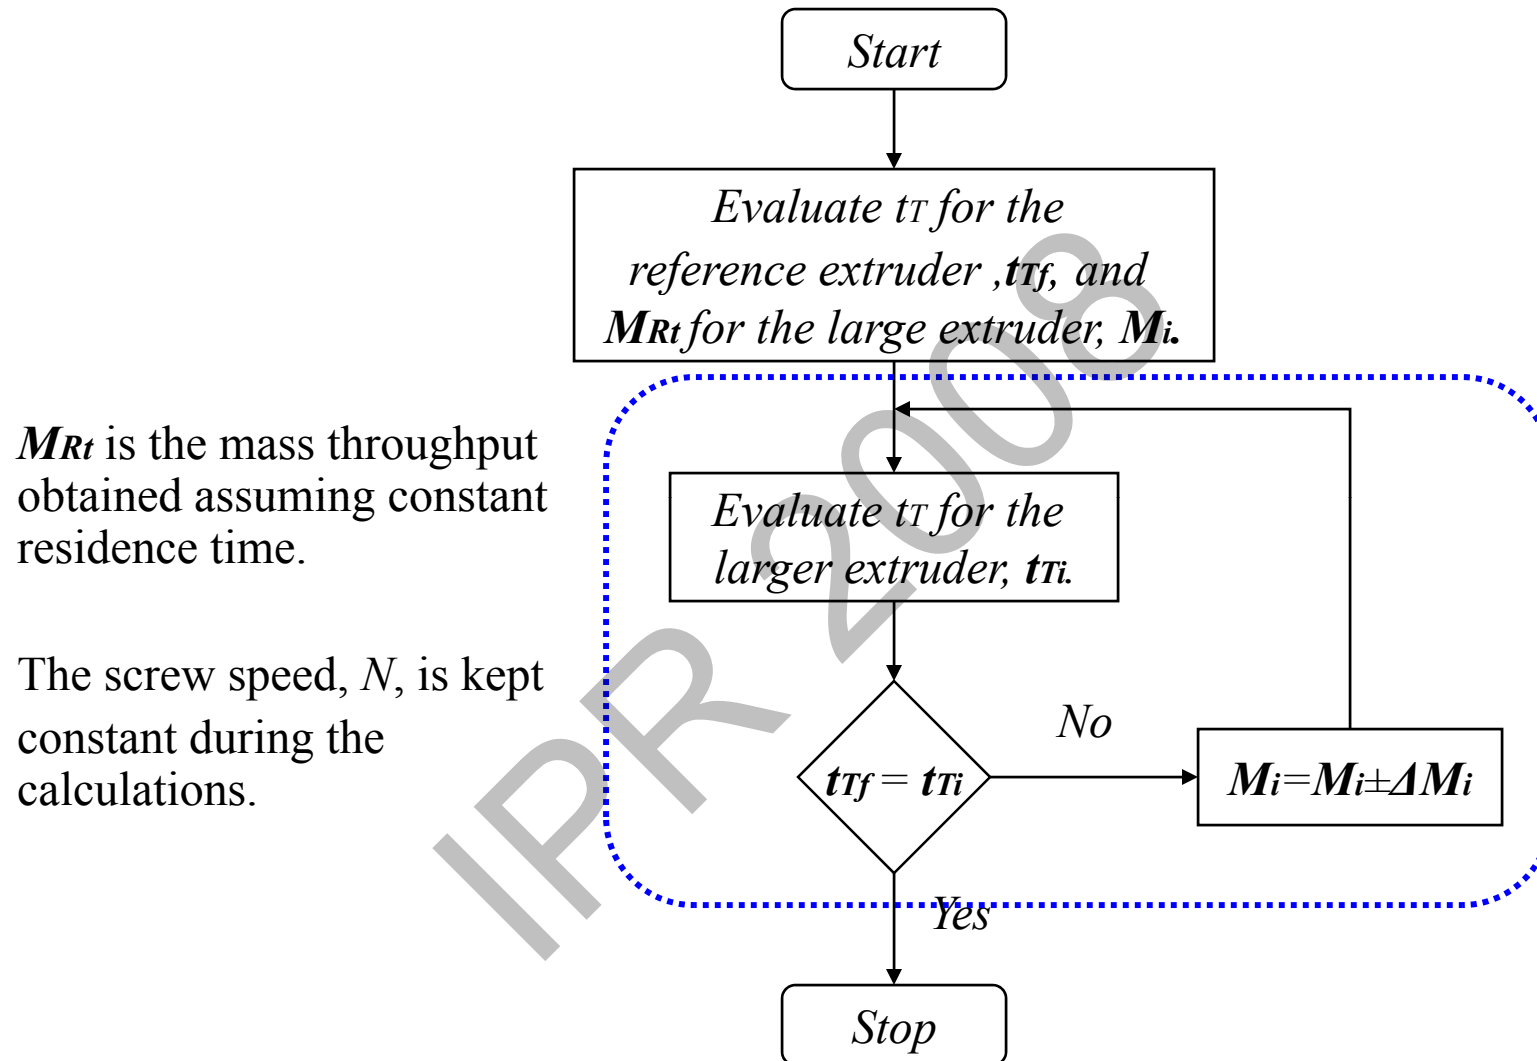 Start
Evaluate tT for the
reference extruder ,tTf, and
MRt for the large extruder, Mi.
MRt is the mass throughput
obtained assuming constant
residence time.
Evaluate tT for the
larger extruder, tTi.
The screw speed, N, is kept
constant during the
calculations.
tTf = tTi
No
Mi=Mi±ΔMi
Yes
Stop
IPR 2008